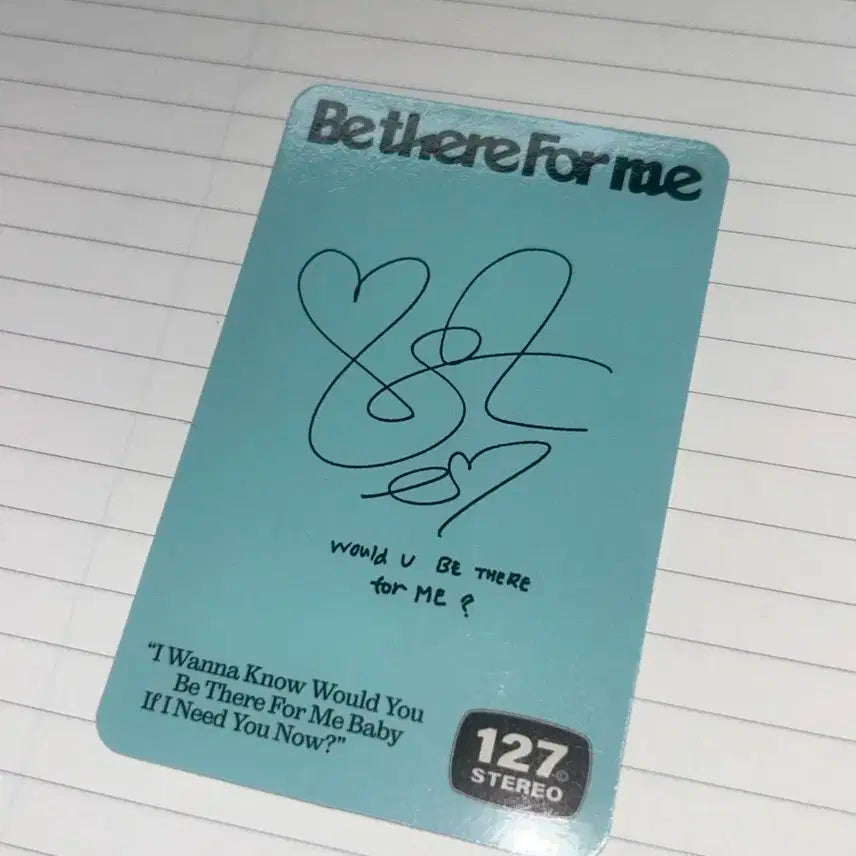 Be there For me
Would U BE THERE
for ME ?
"I Wanna Know Would You
Be There For Me Baby
If I Need You Now?"
127
STEREO